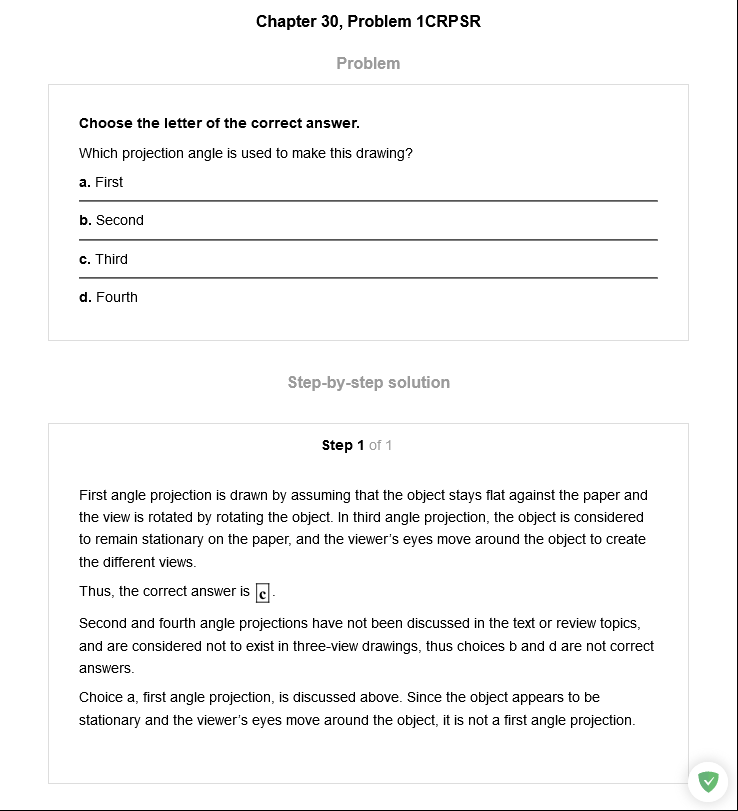 Chapter 30, Problem 1CRPSR
Problem
Choose the letter of the correct answer.
Which projection angle is used to make this drawing?
a. First
b. Second
c. Third
d. Fourth
Step-by-step solution
Step 1 of 1
First angle projection is drawn by assuming that the object stays flat against the paper and
the view is rotated by rotating the object. In third angle projection, the object is considered
to remain stationary on the paper, and the viewer's eyes move around the object to create
the different views.
Thus, the correct answer is c.
Second and fourth angle projections have not been discussed in the text or review topics,
and are considered not to exist in three-view drawings, thus choices b and d are not correct
answers.
Choice a, first angle projection, is discussed above. Since the object appears to be
stationary and the viewer's eyes move around the object, it is not a first angle projection.